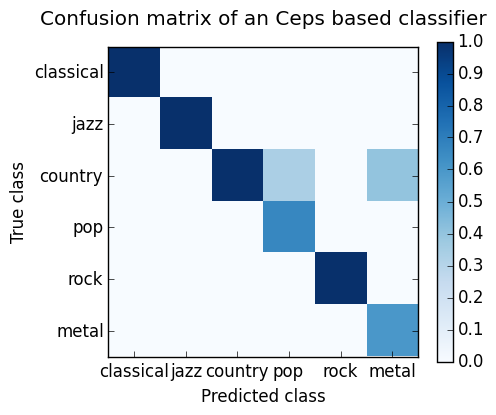 Confusion matrix of an Ceps based classifier
True class
classical
jazz
country
pop
rock
metal
classical jazz country pop rock metal
Predicted class
1.0
0.9
0.8
0.7
0.6
0.5
0.4
0.3
0.2
0.1
0.0